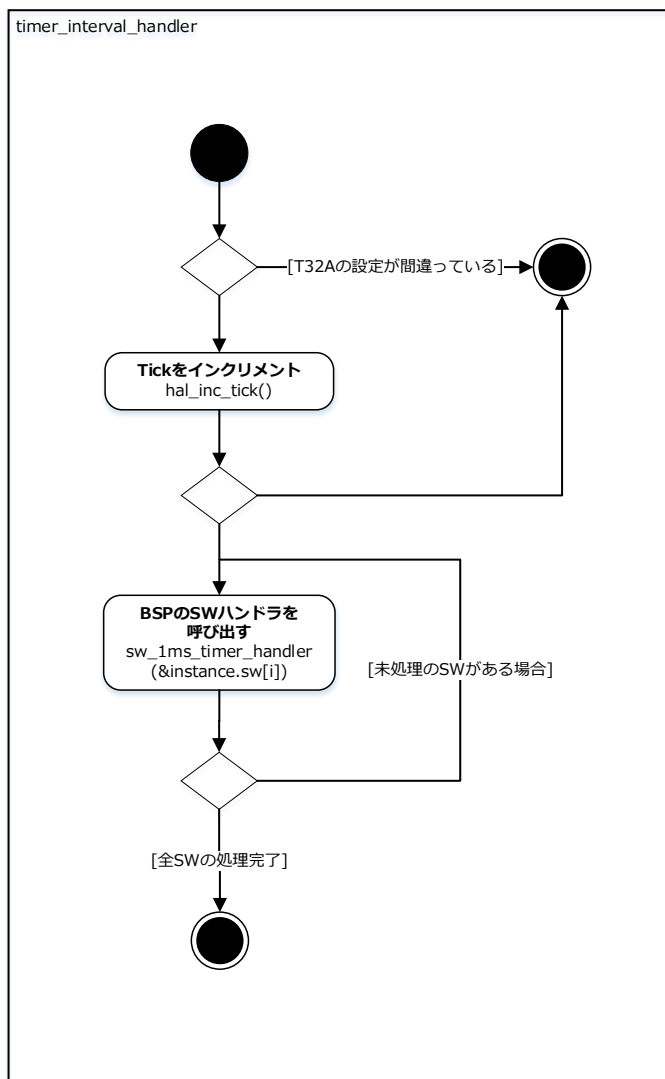 timer_interval_handler
[T32Aの設定が間違っている]
Tickをインクリメント
hal_inc_tick()
BSPのSWハンドラを
呼び出す
sw_1ms_timer_handler
(&instance.sw[i])
[未処理のSWがある場合]
[全SWの処理完了]